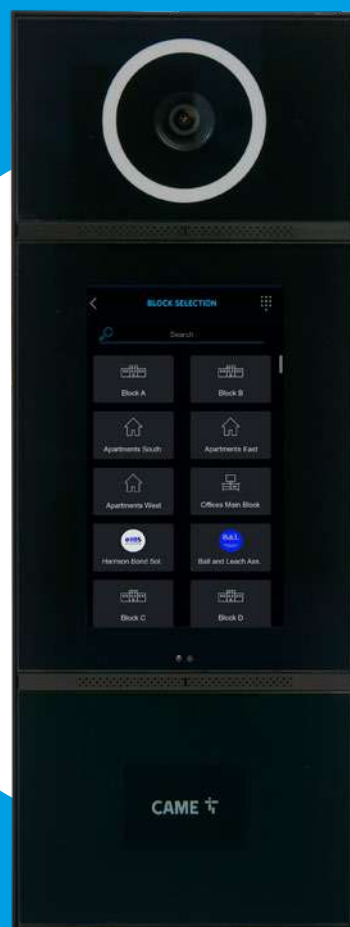 BLOCK SELECTION
Search
Block A
Block B
Apartments South
Apartments East
Apartments West
Offices Main Block
Harrison Bond Sol.
B&L
Ball and Leach Ass.
Block C
Block D
CAME